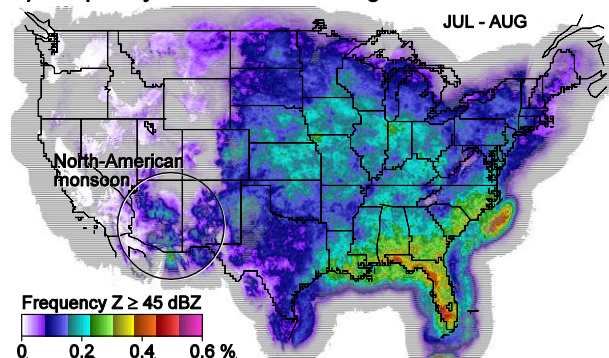 JUL - AUG
North-American
monsoon
Frequency Z ≥ 45 dBZ
0. 0.2 0.4 0.6 %